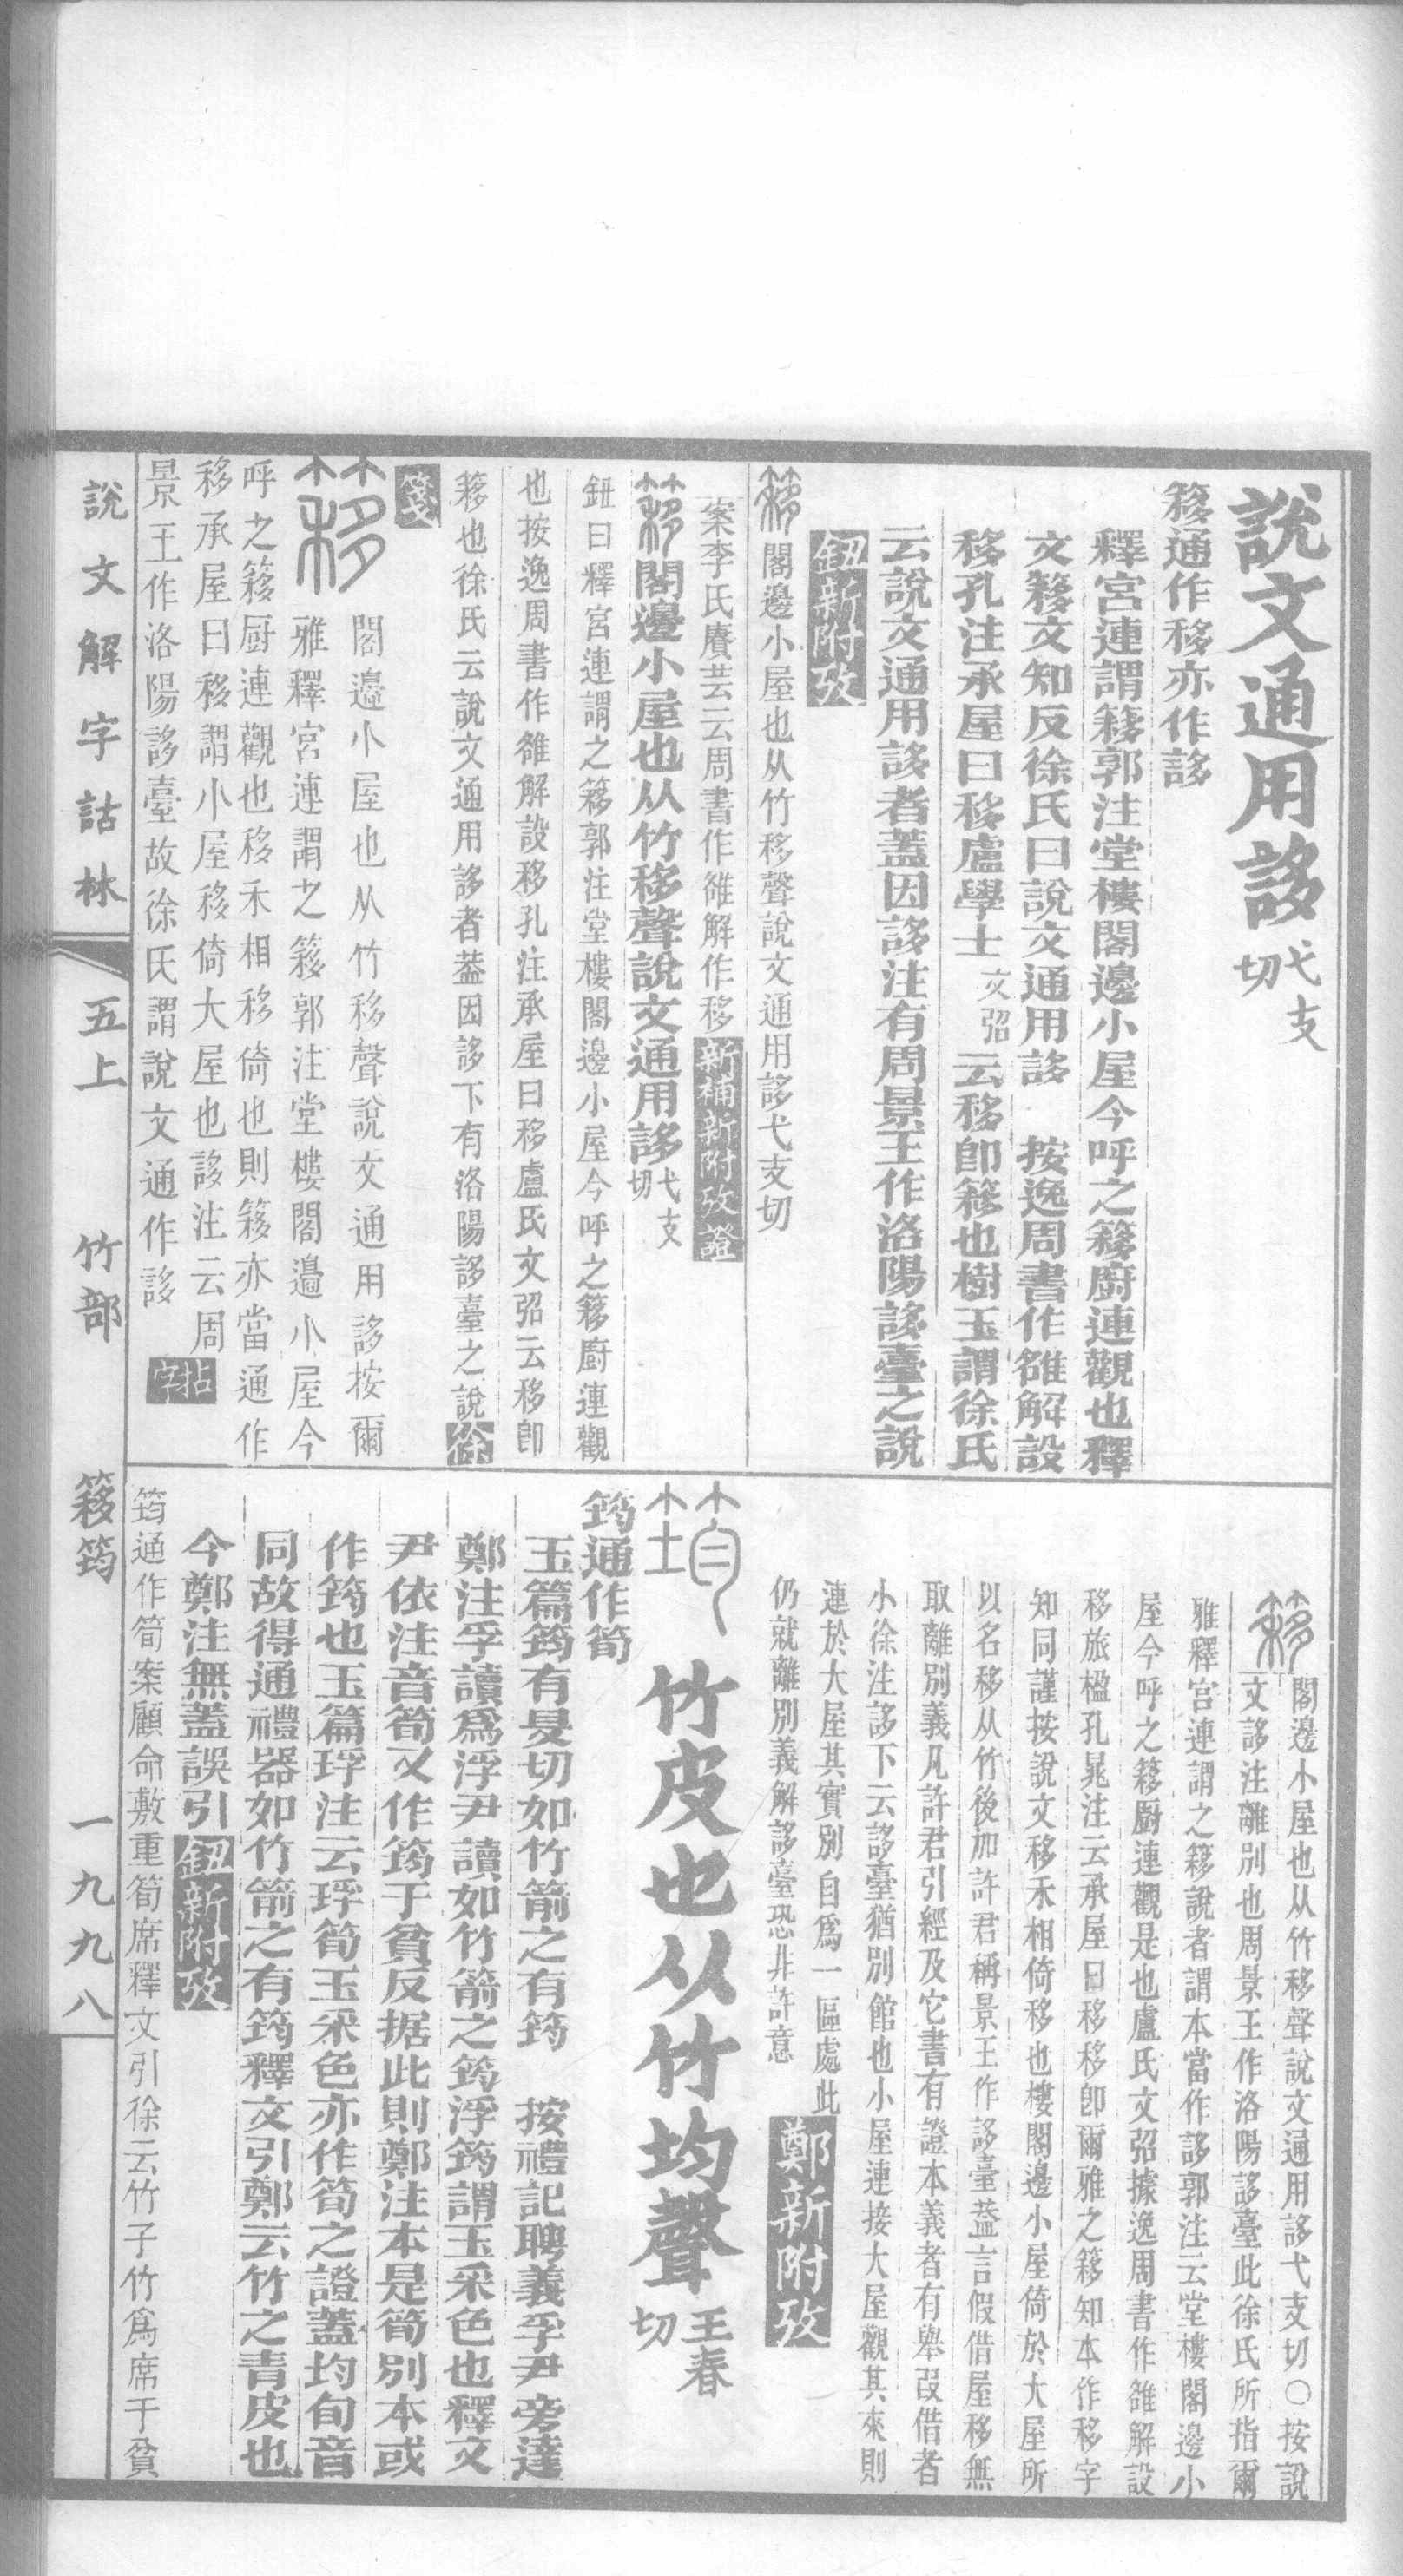 說文通用誃弋支切
簃通作移亦作誃
釋宮連謂簃郭注堂樓閣邊小屋今呼之簃廚連觀也釋
文簃丈知反徐氏曰說文通用誃　按逸周書作雒解設
移孔注承屋曰移盧學士文弨云移卽簃也樹玉謂徐氏
云說文通用誃者蓋因誃注有周景王作洛陽誃臺之說
鈕新附攷
簃閣邊小屋也从竹移聲說文通用誃弋支切
案李氏賡芸云周書作雒解作移新補新附攷證
簃閣邊小屋也从竹移聲說文通用誃弋支切
鈕曰釋宮連謂之簃郭注堂樓閣邊小屋今呼之簃廚連觀
也按逸周書作雒解設移孔注承屋曰移盧氏文弨云移卽
簃也徐氏云說文通用誃者葢因誃下有洛陽誃臺之說徐
箋
簃閣邊小屋也从竹移聲說文通用誃按爾
雅釋宮連謂之簃郭注堂樓閣邊小屋今
呼之簃厨連觀也移禾相移倚也則簃亦當通作
移承屋曰移謂小屋移倚大屋也誃注云周
景王作洛陽誃臺故徐氏謂說文通作誃拈字
簃閣邊小屋也从竹移聲說文通用誃弋支切○按說
文誃注離別也周景王作洛陽誃臺此徐氏所指爾
雅釋宮連謂之簃說者謂本當作誃郭注云堂樓閣邊小
屋今呼之簃廚連觀是也盧氏文弨據逸周書作雒解設
移旅楹孔晁注云承屋曰移移卽爾雅之簃知本作移字
知同謹按說文移禾相倚移也樓閣邊小屋倚於大屋所
以名移从竹後加許君稱景王作誃臺葢言假借屋移無
取離別義凡許君引經及它書有證本義者有舉叚借者
小徐注誃下云誃臺猶別館也小屋連接大屋觀其來則
連於大屋其實別自爲一區處此
仍就離別義解誃臺恐非許意鄭新附攷
筠竹皮也从竹均聲王春切
筠通作筍
玉篇筠有旻切如竹箭之有筠　按禮記聘義孚尹旁達
鄭注孚讀爲浮尹讀如竹箭之筠浮筠謂玉采色也釋文
尹依注音筍又作筠于貧反据此則鄭注本是筍別本或
作筠也玉篇琈注云琈筍玉采色亦作筍之證蓋均旬音
同故得通禮器如竹箭之有筠釋文引鄭云竹之青皮也
今鄭注無蓋誤引鈕新附攷
筠通作筍案顧命敷重筍席釋文引徐云竹子竹爲席于貧
說文解字詁林　五上　竹部　簃筠　一九九八